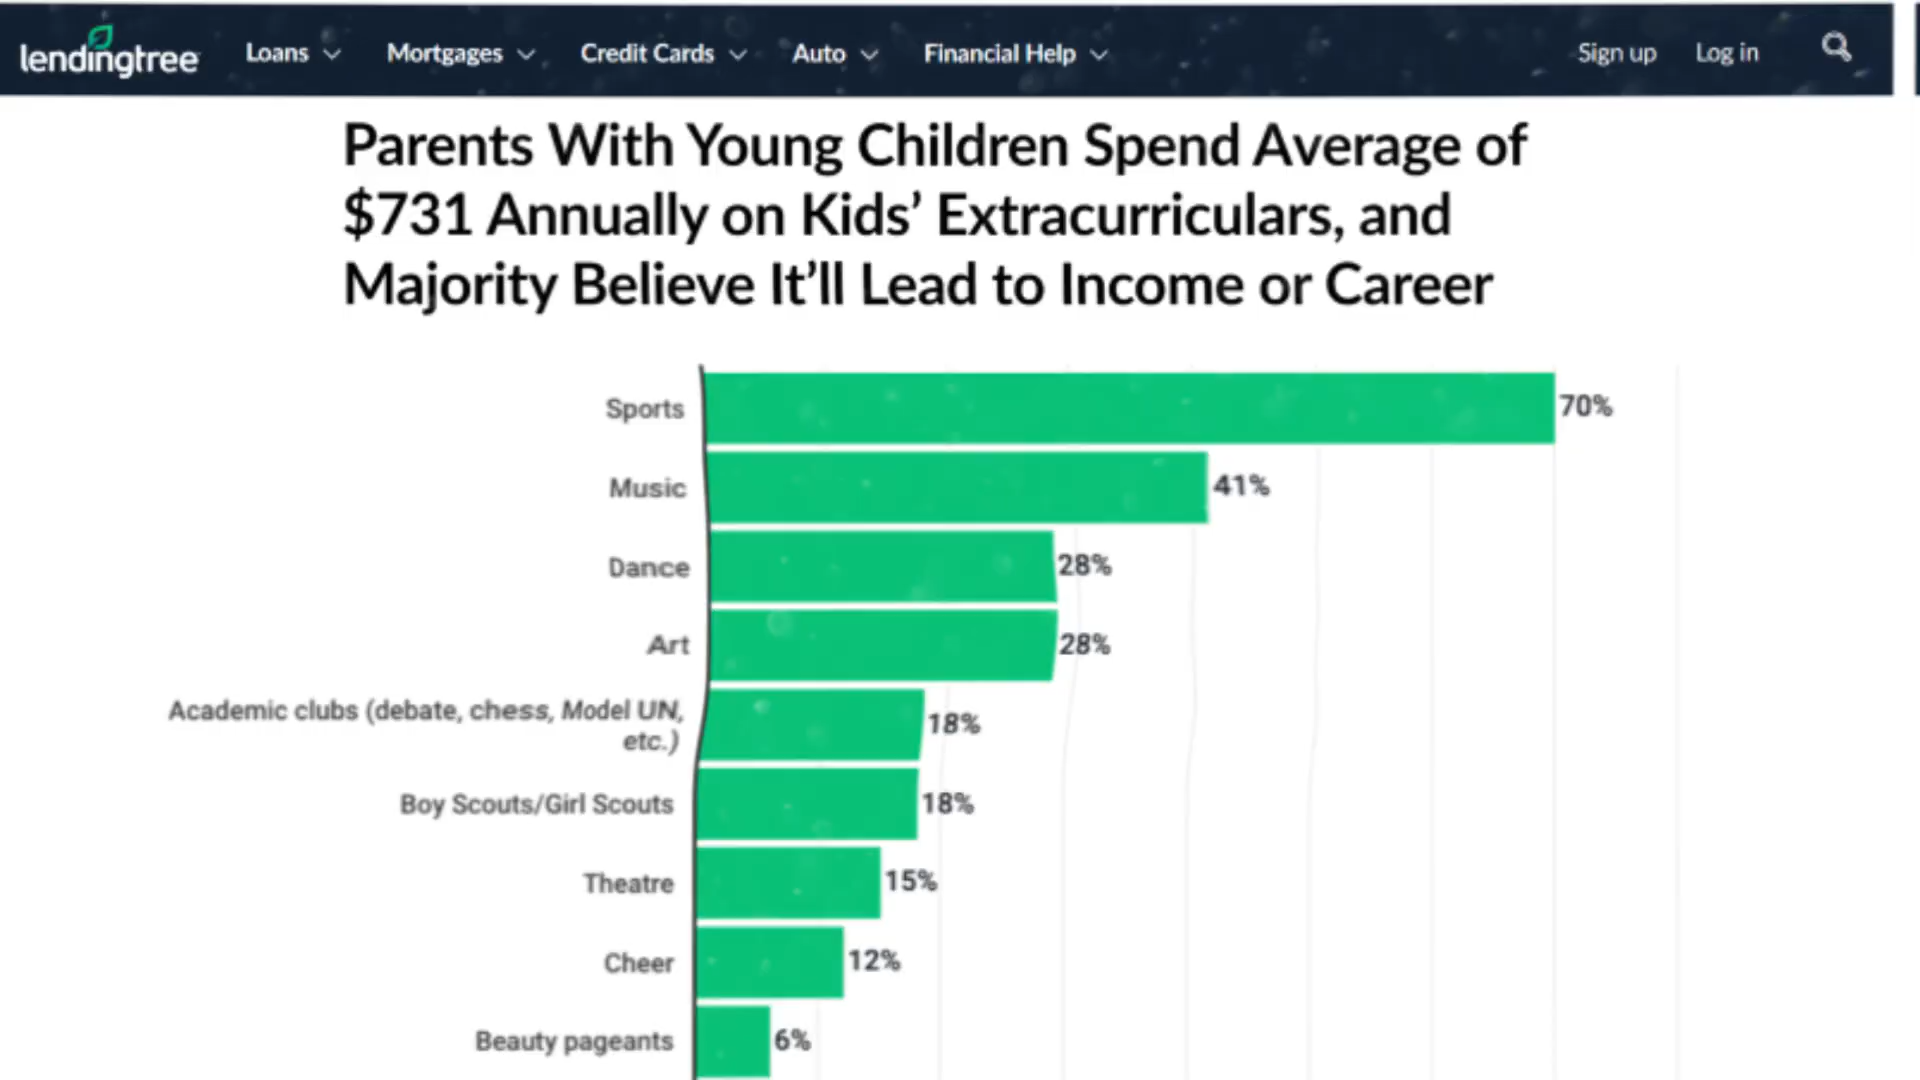 lendingtree
Loans
Mortgages
Credit Cards
Auto
Financial Help
Sign up
Log in
Parents With Young Children Spend Average of
$731 Annually on Kids’ Extracurriculars, and
Majority Believe It’ll Lead to Income or Career
Sports 70%
Music 41%
Dance 28%
Art 28%
Academic clubs (debate, chess, Model UN,
etc.) 18%
Boy Scouts/Girl Scouts 18%
Theatre 15%
Cheer 12%
Beauty pageants 6%